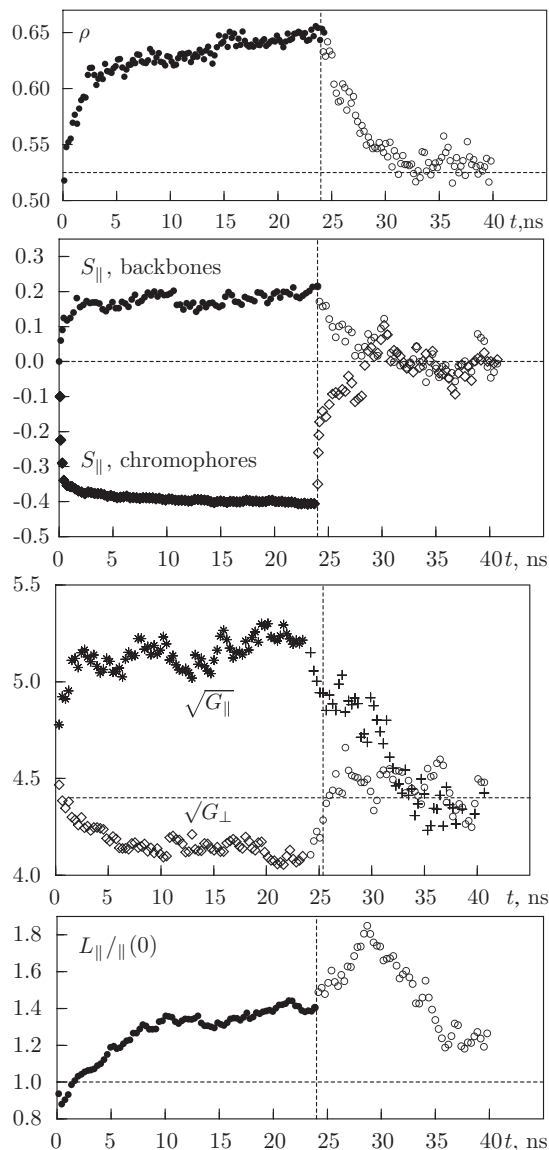 0.65
ρ
0.60
0.55
0.50
0 5 10 15 20 25 30 35 40 t,ns
0.3
S∥, backbones
0.2
0.1
0.0
-0.1
-0.2
-0.3
S∥, chromophores
-0.4
-0.5
0 5 10 15 20 25 30 35 40 t, ns
5.5
5.0
√G∥
4.5
√G⊥
4.0
0 5 10 15 20 25 30 35 40 t, ns
1.8
L∥/∥(0)
1.6
1.4
1.2
1.0
0.8
0 5 10 15 20 25 30 35 40 t, ns